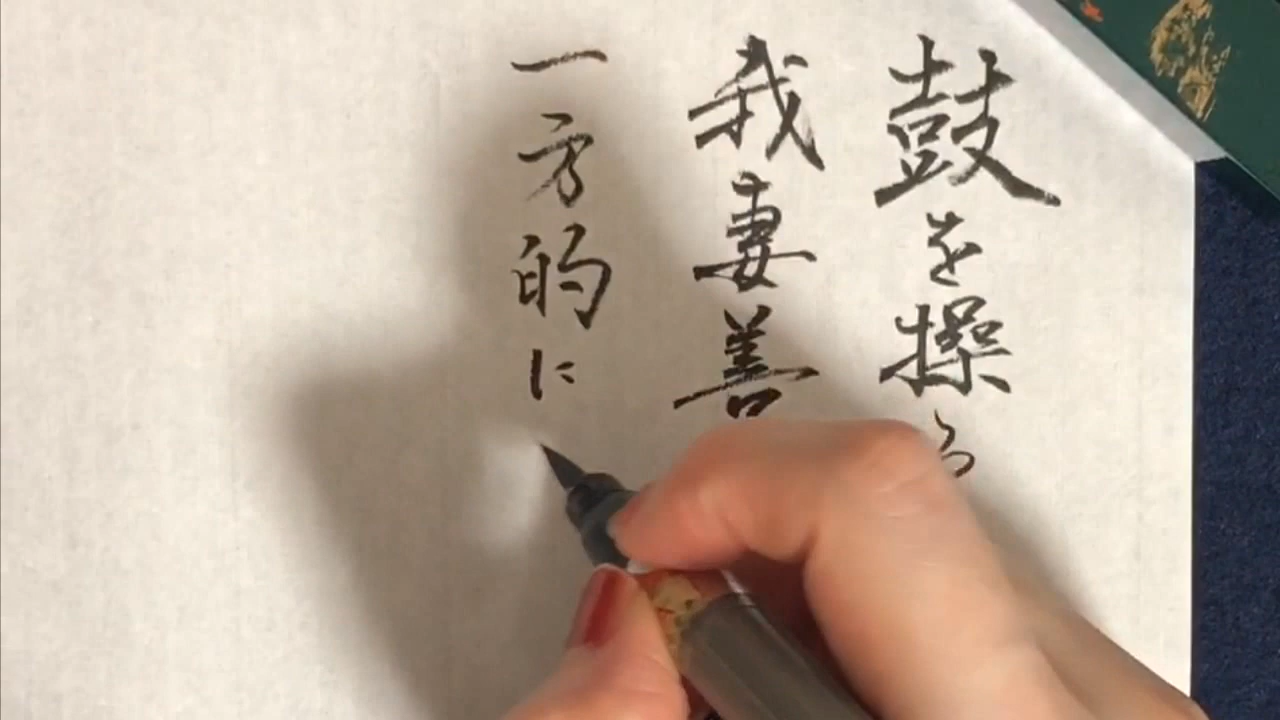 鼓を操る
我妻善
一方的に